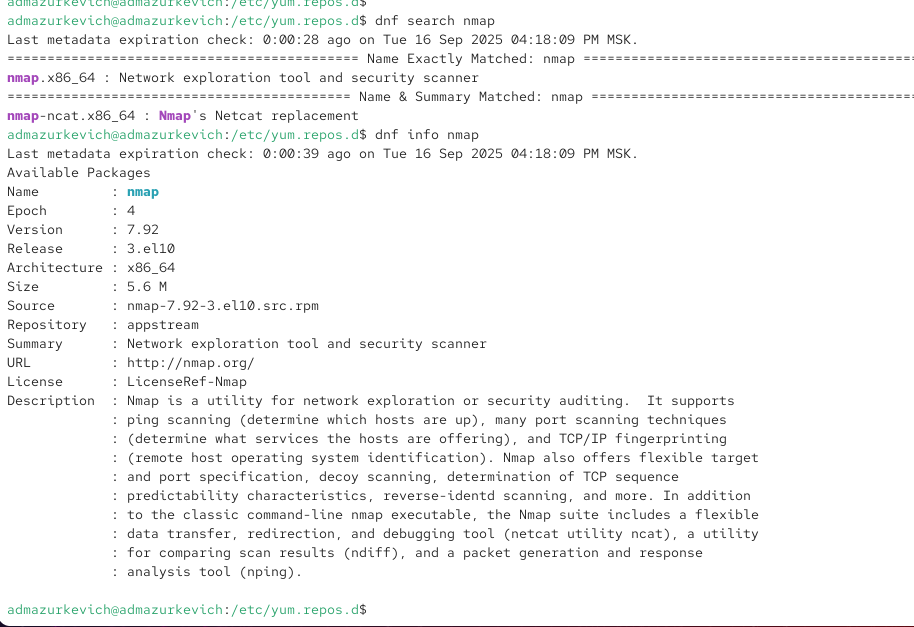 admazurkevich@admazurkevich:/etc/yum.repos.d$
admazurkevich@admazurkevich:/etc/yum.repos.d$ dnf search nmap
Last metadata expiration check: 0:00:28 ago on Tue 16 Sep 2025 04:18:09 PM MSK.
============================================ Name Exactly Matched: nmap ==========================================
nmap.x86_64 : Network exploration tool and security scanner
=========================================== Name & Summary Matched: nmap =========================================
nmap-ncat.x86_64 : Nmap's Netcat replacement
admazurkevich@admazurkevich:/etc/yum.repos.d$ dnf info nmap
Last metadata expiration check: 0:00:39 ago on Tue 16 Sep 2025 04:18:09 PM MSK.
Available Packages
Name         : nmap
Epoch        : 4
Version      : 7.92
Release      : 3.el10
Architecture : x86_64
Size         : 5.6 M
Source       : nmap-7.92-3.el10.src.rpm
Repository   : appstream
Summary      : Network exploration tool and security scanner
URL          : http://nmap.org/
License      : LicenseRef-Nmap
Description  : Nmap is a utility for network exploration or security auditing.  It supports
             : ping scanning (determine which hosts are up), many port scanning techniques
             : (determine what services the hosts are offering), and TCP/IP fingerprinting
             : (remote host operating system identification). Nmap also offers flexible target
             : and port specification, decoy scanning, determination of TCP sequence
             : predictability characteristics, reverse-identd scanning, and more. In addition
             : to the classic command-line nmap executable, the Nmap suite includes a flexible
             : data transfer, redirection, and debugging tool (netcat utility ncat), a utility
             : for comparing scan results (ndiff), and a packet generation and response
             : analysis tool (nping).
admazurkevich@admazurkevich:/etc/yum.repos.d$